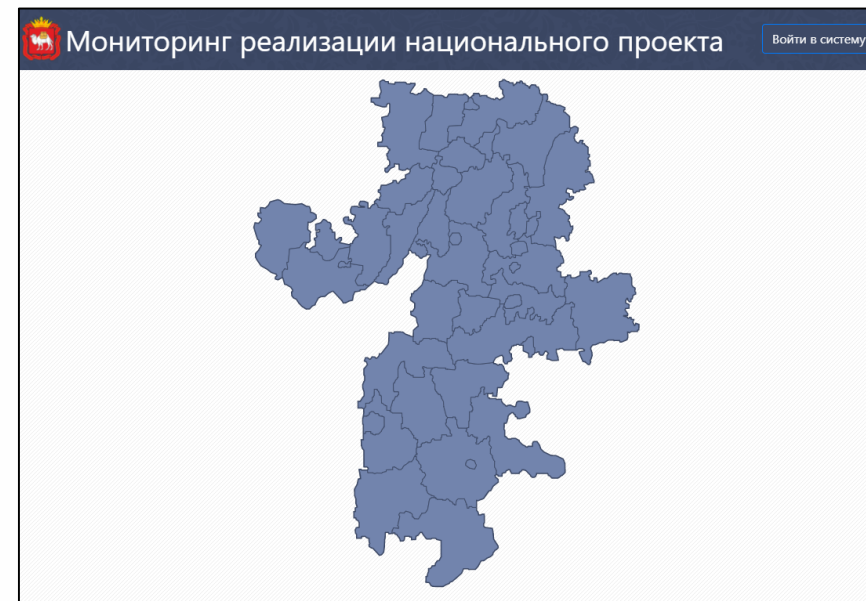 Мониторинг реализации национального проекта
Войти в систему